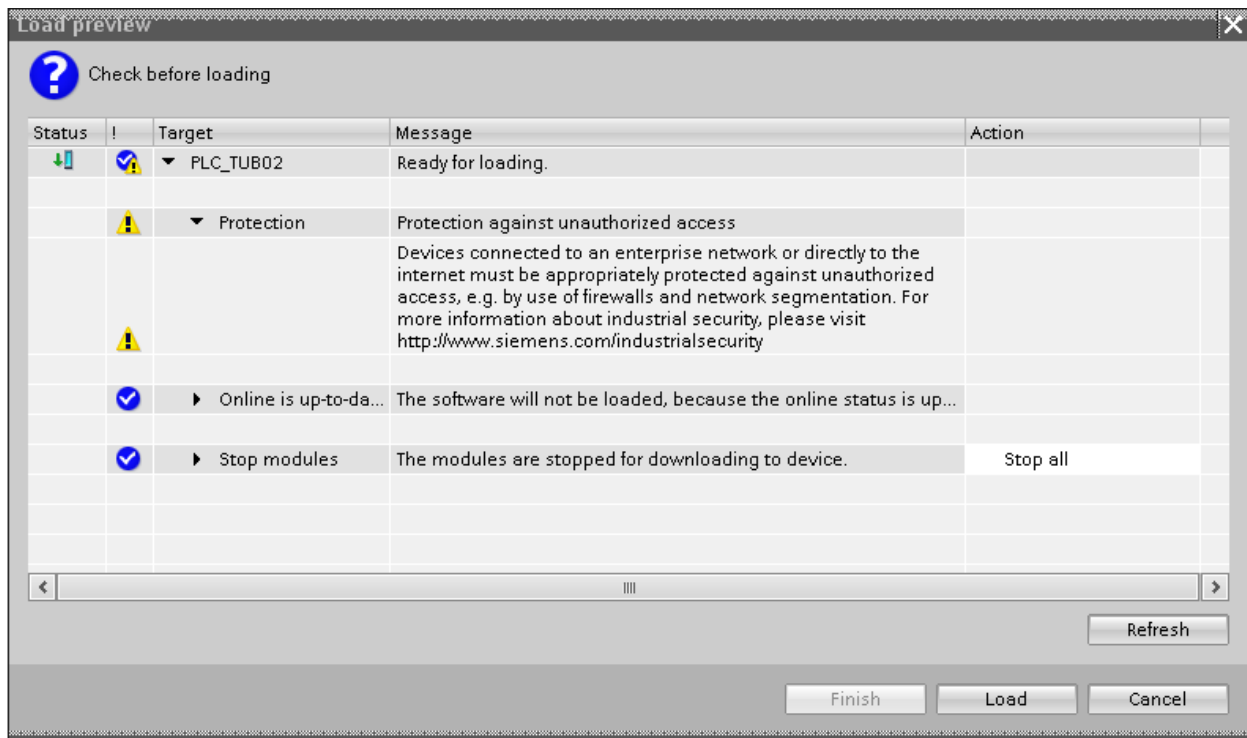 Load preview
Check before loading
Status ! Target Message Action
PLC_TUB02 Ready for loading.
Protection Protection against unauthorized access
Devices connected to an enterprise network or directly to the
internet must be appropriately protected against unauthorized
access, e.g. by use of firewalls and network segmentation. For
more information about industrial security, please visit
http://www.siemens.com/industrialsecurity
Online is up-to-da... The software will not be loaded, because the online status is up...
Stop modules The modules are stopped for downloading to device. Stop all
Refresh
Finish Load Cancel